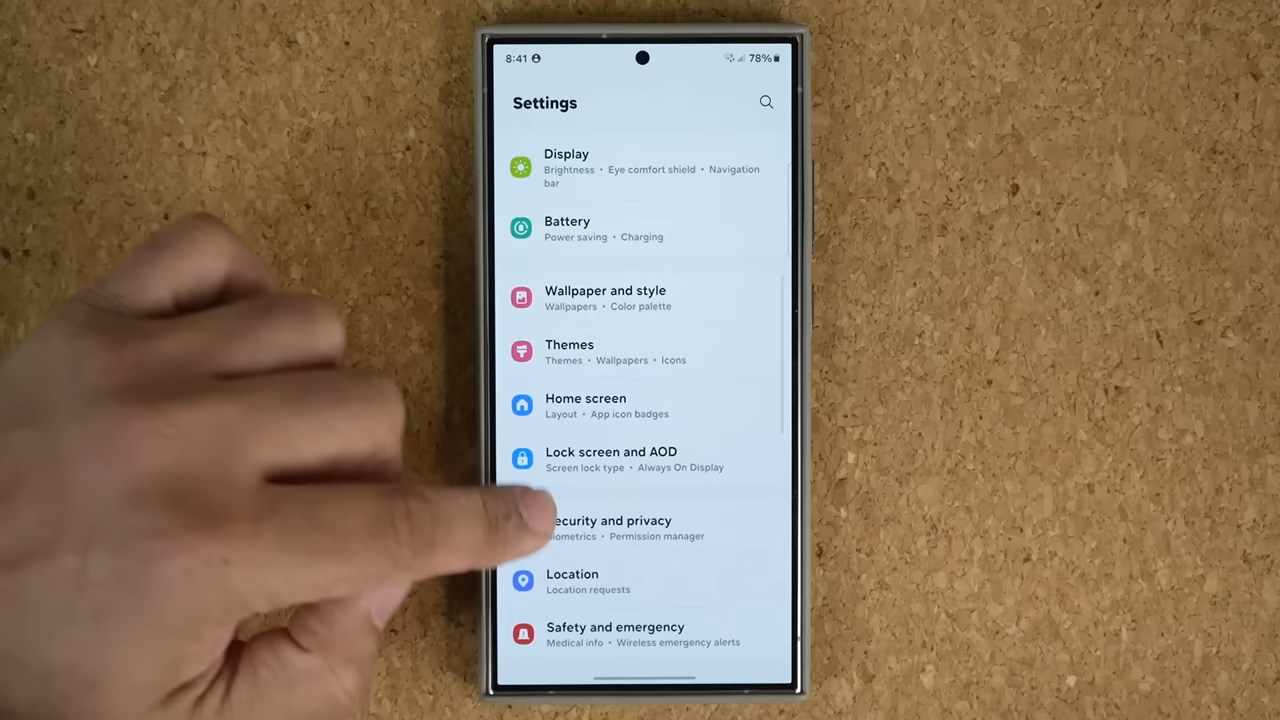 8:41
78%
Settings
Display
Brightness • Eye comfort shield • Navigation
bar
Battery
Power saving • Charging
Wallpaper and style
Wallpapers • Color palette
Themes
Themes • Wallpapers • Icons
Home screen
Layout • App icon badges
Lock screen and AOD
Screen lock type • Always On Display
ecurity and privacy
iometrics • Permission manager
Location
Location requests
Safety and emergency
Medical info • Wireless emergency alerts